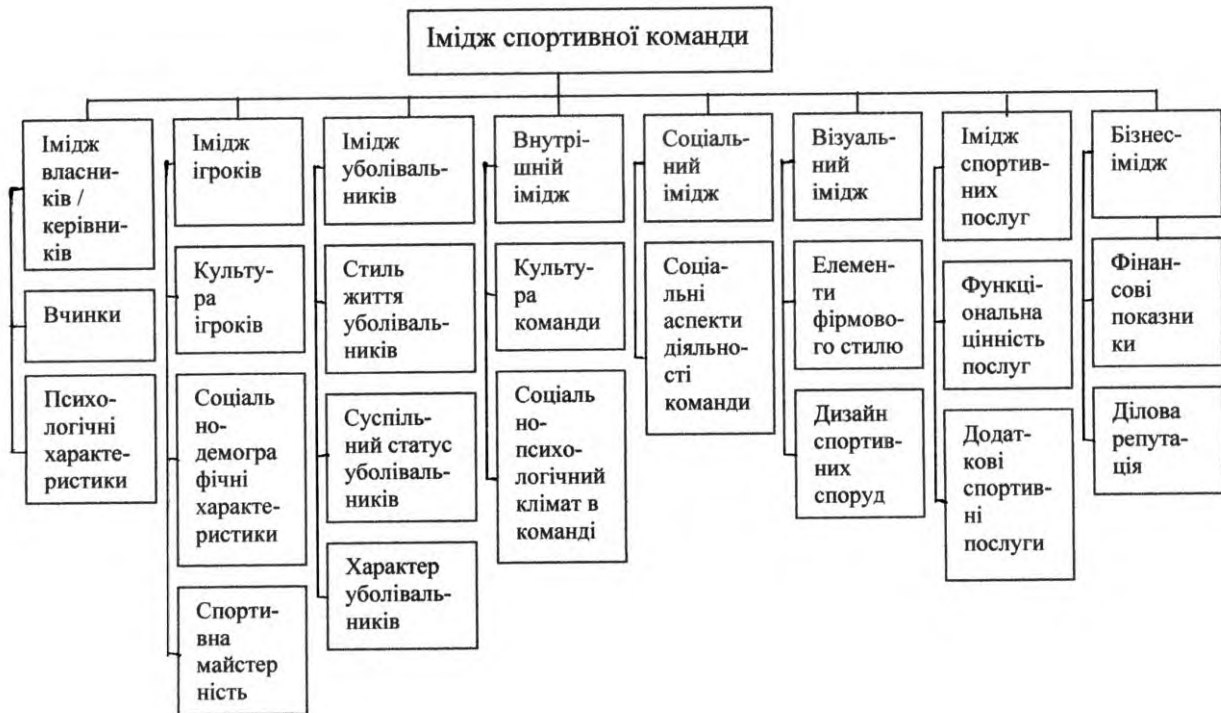 Імідж спортивної команди
Імідж
власни-
ків /
керівни-
ків
Вчинки
Психо-
логічні
характе-
ристики
Імідж
ігроків
Культу-
ра
ігроків
Соціаль
но-
демогра
фічні
характе-
ристики
Спорти-
вна
майстер
ність
Імідж
уболіваль-
ників
Стиль
життя
уболіваль-
ників
Суспіль-
ний статус
уболіваль-
ників
Характер
уболіваль-
ників
Внутрі-
шній
імідж
Культу-
ра
команди
Соціаль
но-
психо-
логічний
клімат в
команді
Соціаль-
ний
імідж
Соціа-
льні
аспекти
діяльно-
сті
команди
Візуаль-
ний
імідж
Елемен-
ти
фірмово-
го стилю
Дизайн
спортив-
них
споруд
Імідж
спортив-
них
послуг
Функці-
ональна
цінність
послуг
Додат-
кові
спортив-
ні
послуги
Бізнес-
імідж
Фінан-
сові
показни
ки
Ділова
репута-
ція